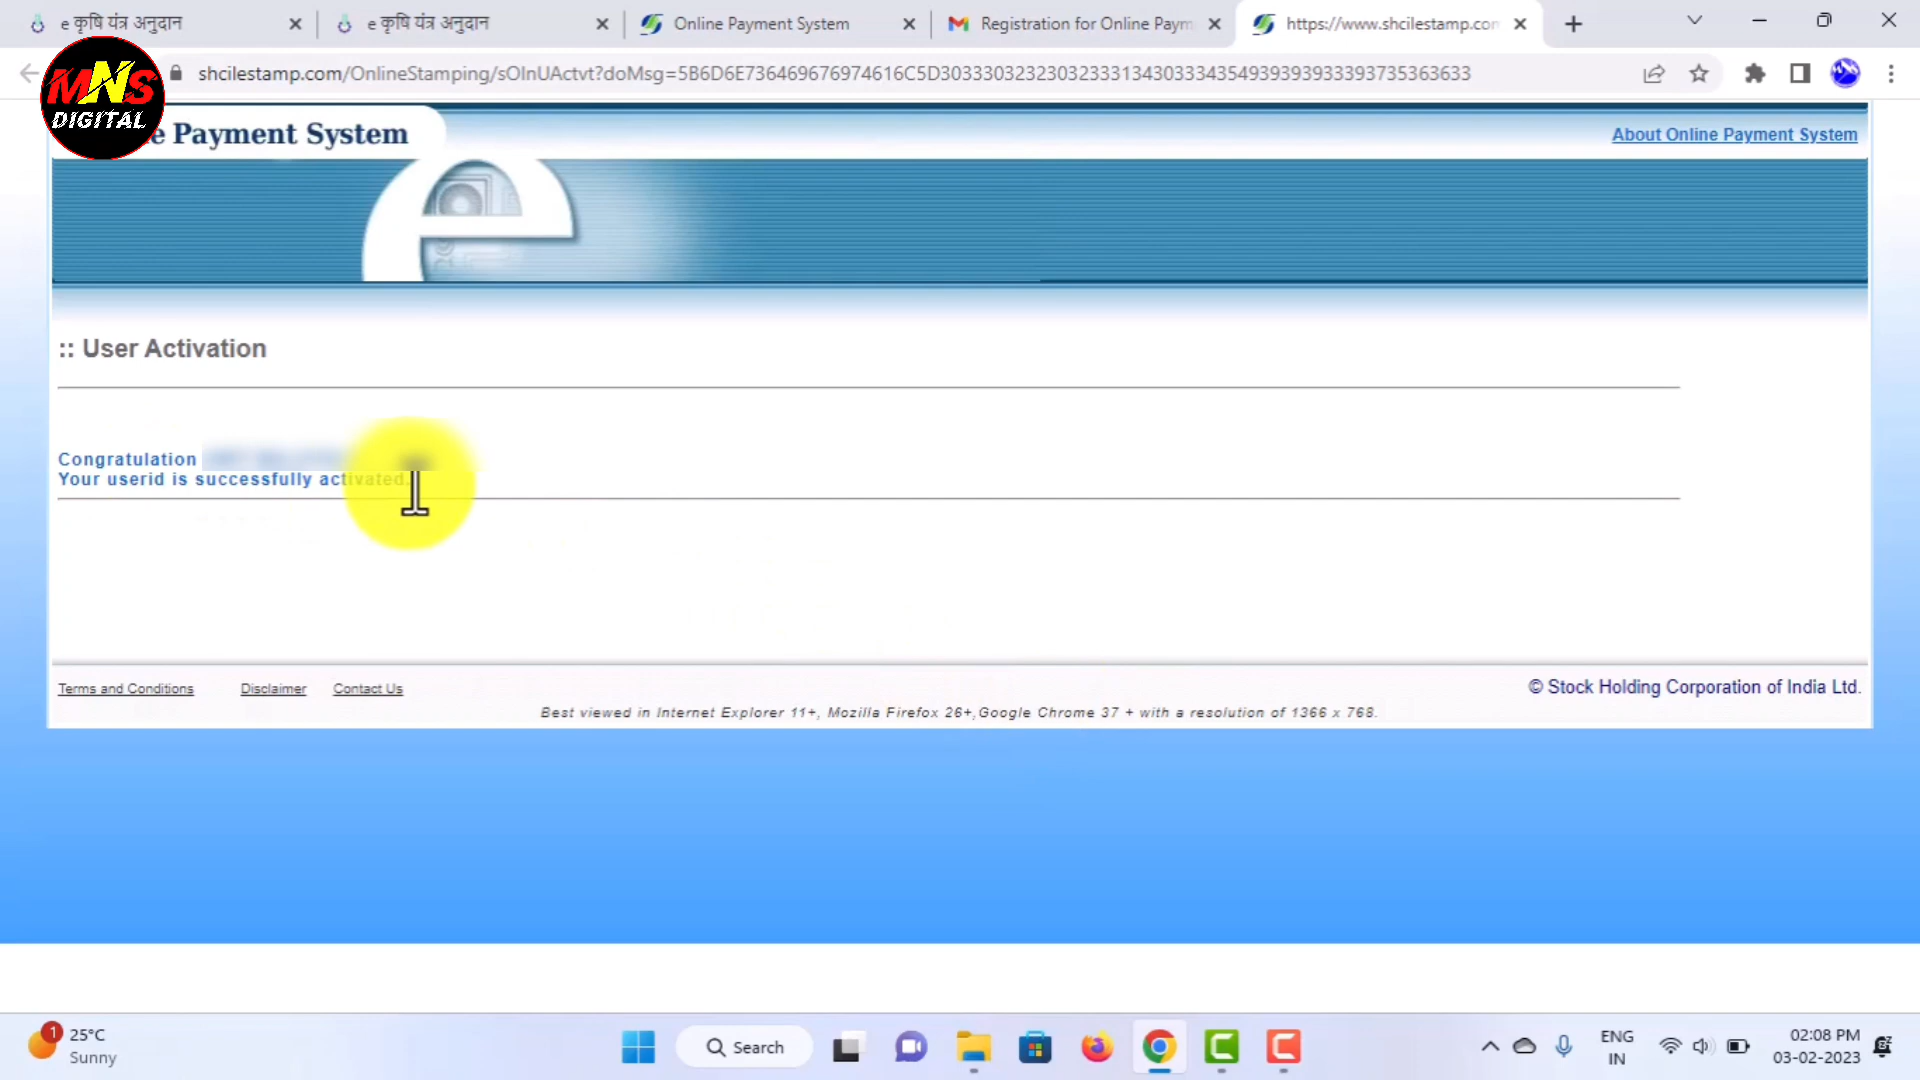 e कृषि यंत्र अनुदान
e कृषि यंत्र अनुदान
Online Payment System
Registration for Online Paym
https://www.shcilestamp.com
MNS
DIGITAL
shcilestamp.com/OnlineStamping/sOlnUActvt?doMsg=5B6D6E736469676974616C5D30333032323032333134303334354939393933393735363633
e Payment System
About Online Payment System
:: User Activation
Congratulation
Your userid is successfully activated.
Terms and Conditions
Disclaimer
Contact Us
© Stock Holding Corporation of India Ltd.
Best viewed in Internet Explorer 11+, Mozilla Firefox 26+,Google Chrome 37 + with a resolution of 1366 x 768.
1
25°C
Sunny
Search
ENG
IN
02:08 PM
03-02-2023